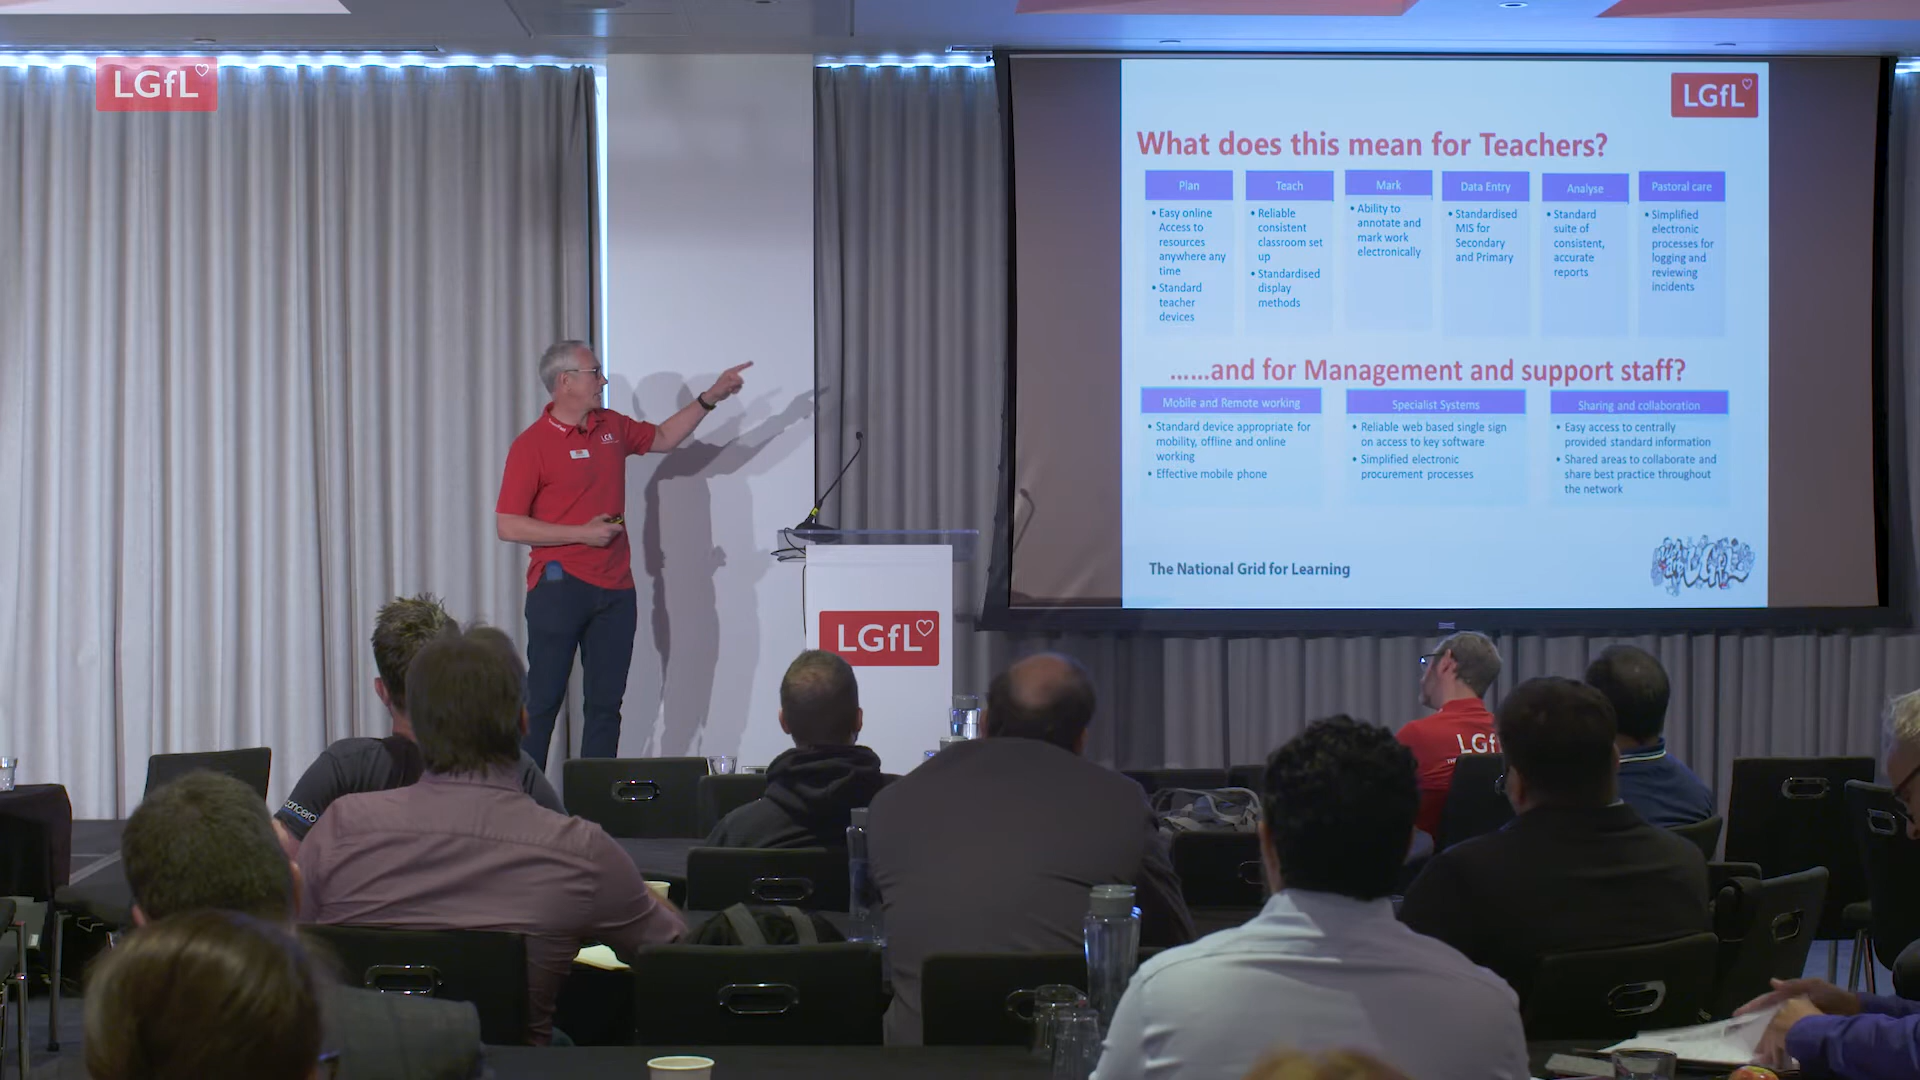 LGfL
LGfL
What does this mean for Teachers?
Plan
• Easy online
Access to
resources
anywhere any
time
• Standard
teacher
devices
Teach
• Reliable
consistent
classroom set
up
• Standardised
display
methods
Mark
• Ability to
annotate and
mark work
electronically
Data Entry
• Standardised
MIS for
Secondary
and Primary
Analyse
• Standard
suite of
consistent,
accurate
reports
Pastoral care
• Simplified
electronic
processes for
logging and
reviewing
incidents
......and for Management and support staff?
Mobile and Remote working
• Standard device appropriate for
mobility, offline and online
working
• Effective mobile phone
Specialist Systems
• Reliable web based single sign
on access to key software
• Simplified electronic
procurement processes
Sharing and collaboration
• Easy access to centrally
provided standard information
• Shared areas to collaborate and
share best practice throughout
the network
The National Grid for Learning
LGfL
LGfL
concero